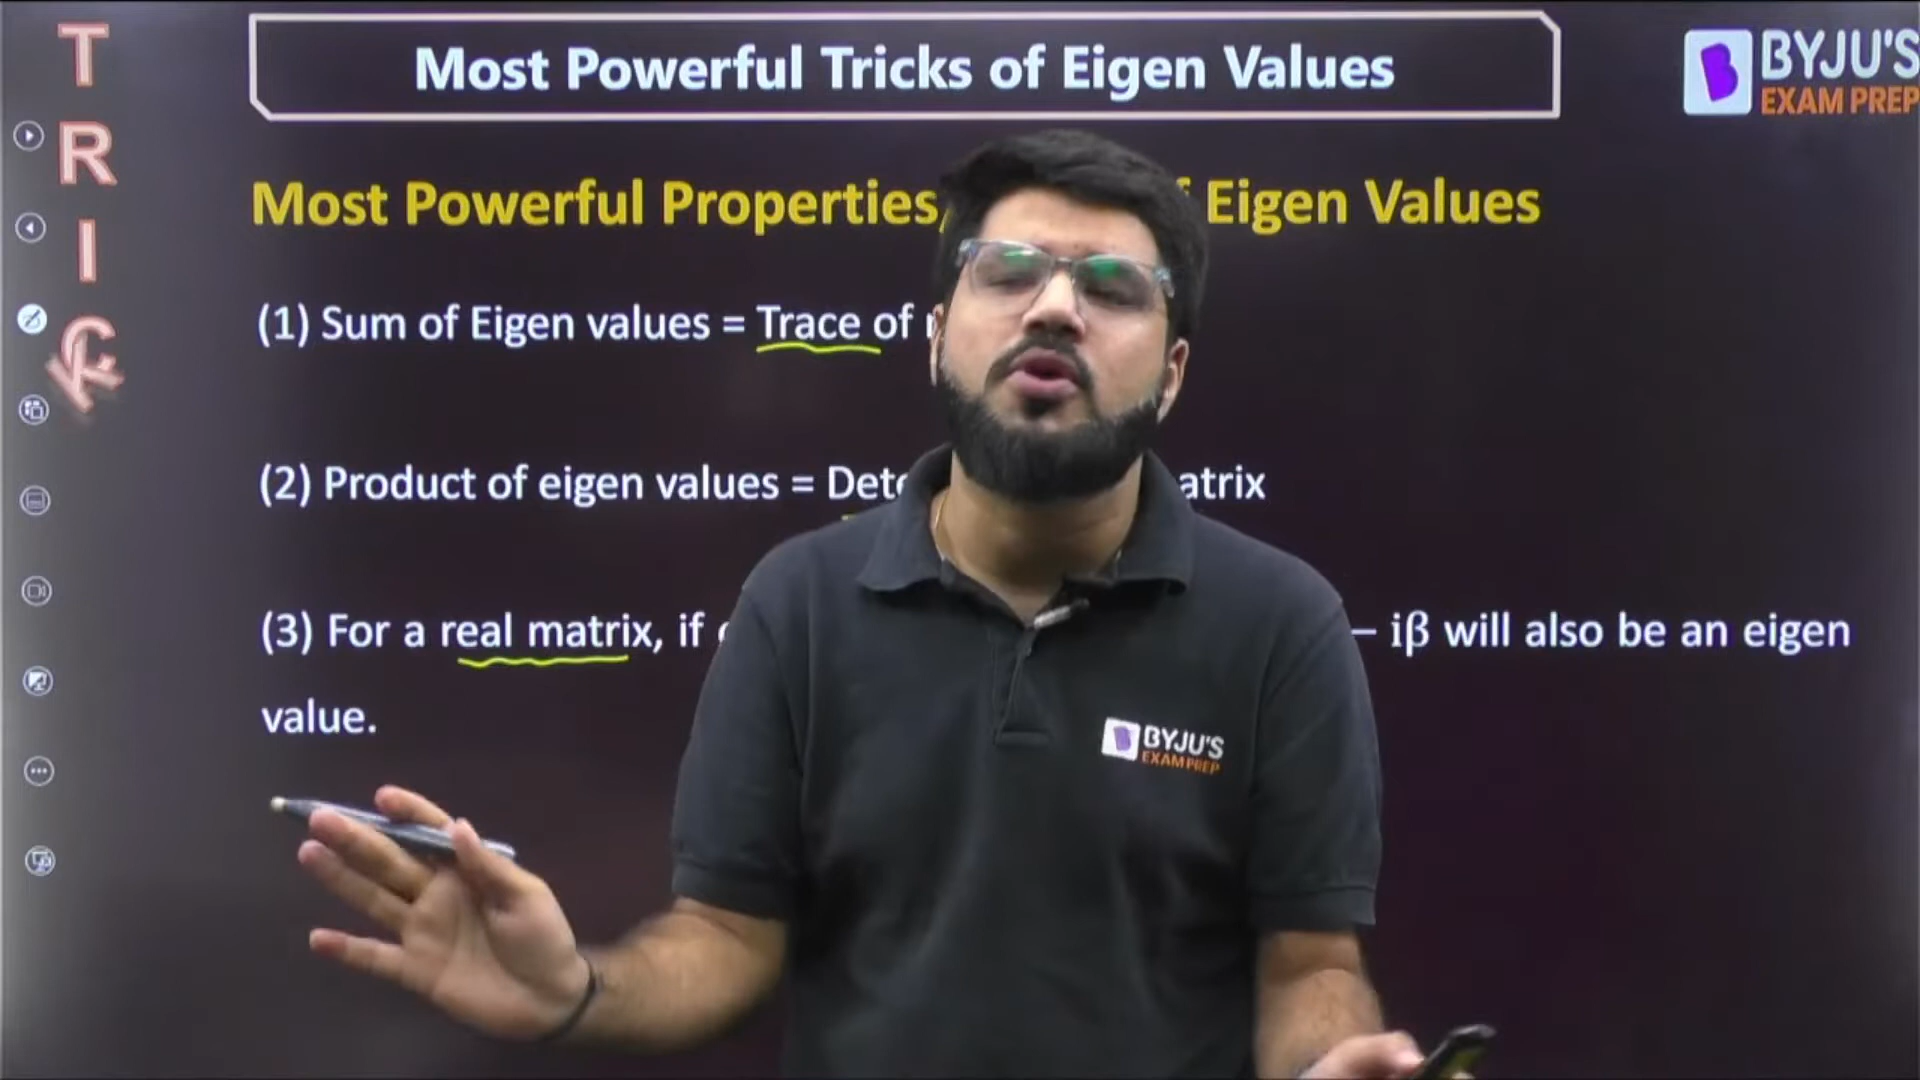 T
R
I
C
K
Most Powerful Tricks of Eigen Values
BYJU'S
EXAM PREP
Most Powerful Properties, Eigen Values
(1) Sum of Eigen values = Trace of
(2) Product of eigen values =
(3) For a real matrix, if – iβ will also be an eigen
value.
BYJU'S
EXAM PREP